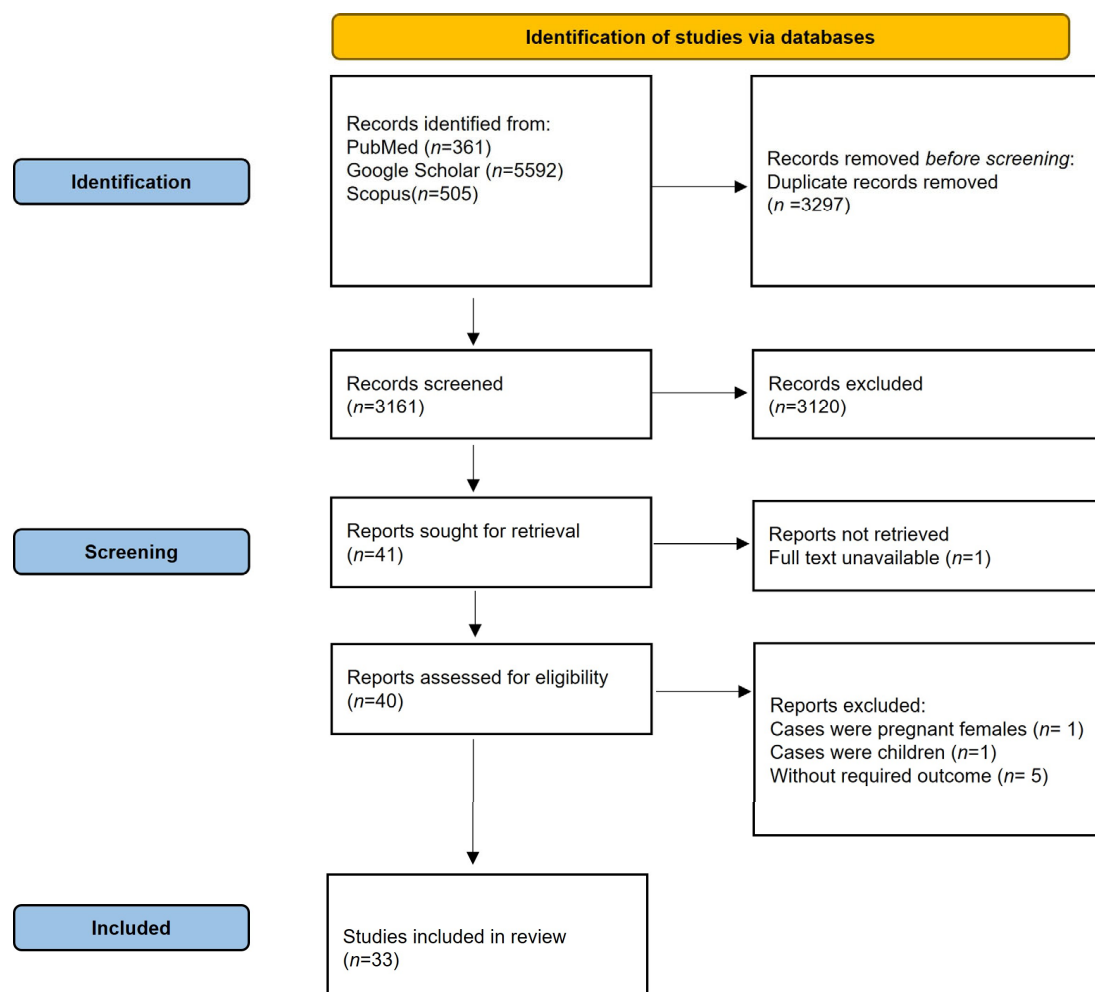 Identification of studies via databases
Identification
Records identified from:
PubMed (n=361)
Google Scholar (n=5592)
Scopus(n=505)
Records removed before screening:
Duplicate records removed
(n =3297)
Records screened
(n=3161)
Records excluded
(n=3120)
Screening
Reports sought for retrieval
(n=41)
Reports not retrieved
Full text unavailable (n=1)
Reports assessed for eligibility
(n=40)
Reports excluded:
Cases were pregnant females (n= 1)
Cases were children (n=1)
Without required outcome (n= 5)
Included
Studies included in review
(n=33)